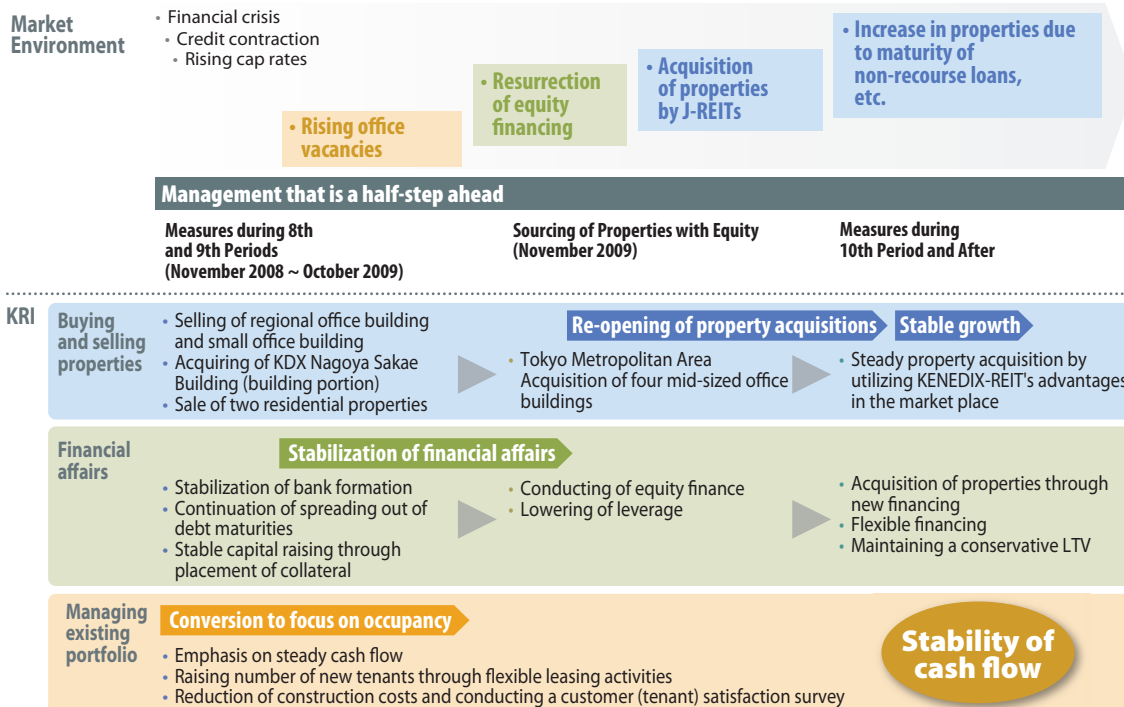 Market
Environment
• Financial crisis
• Credit contraction
• Rising cap rates
• Rising office
vacancies
• Resurrection
of equity
financing
• Acquisition
of properties
by J-REITs
• Increase in properties due
to maturity of
non-recourse loans,
etc.
Management that is a half-step ahead
Measures during 8th
and 9th Periods
(November 2008 ~ October 2009)
Sourcing of Properties with Equity
(November 2009)
Measures during
10th Period and After
KRI
Buying
and selling
properties
• Selling of regional office building
and small office building
• Acquiring of KDX Nagoya Sakae
Building (building portion)
• Sale of two residential properties
Re-opening of property acquisitions
• Tokyo Metropolitan Area
Acquisition of four mid-sized office
buildings
Stable growth
• Steady property acquisition by
utilizing KENEDIX-REIT's advantages
in the market place
Financial
affairs
Stabilization of financial affairs
• Stabilization of bank formation
• Continuation of spreading out of
debt maturities
• Stable capital raising through
placement of collateral
• Conducting of equity finance
• Lowering of leverage
• Acquisition of properties through
new financing
• Flexible financing
• Maintaining a conservative LTV
Managing
existing
portfolio
Conversion to focus on occupancy
• Emphasis on steady cash flow
• Raising number of new tenants through flexible leasing activities
• Reduction of construction costs and conducting a customer (tenant) satisfaction survey
Stability of
cash flow